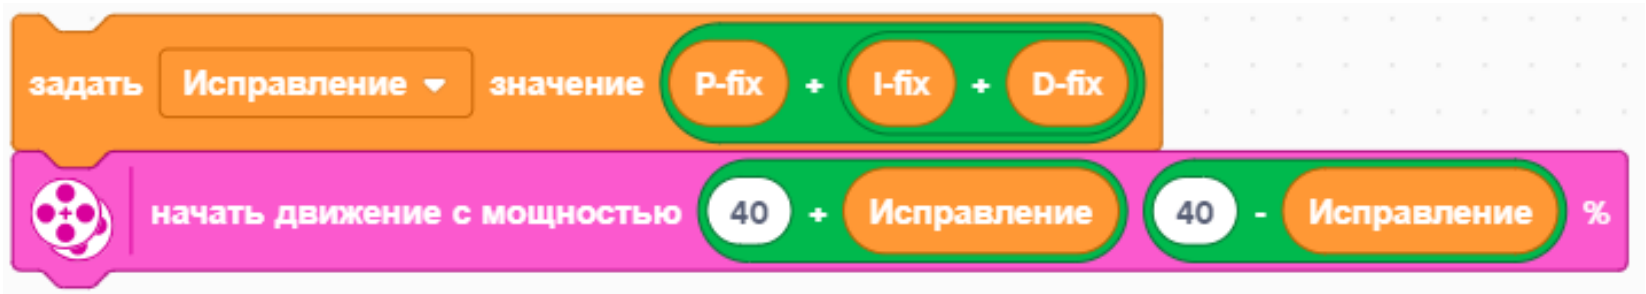 задать Исправление значение P-fix + I-fix + D-fix
начать движение с мощностью 40 + Исправление 40 - Исправление %